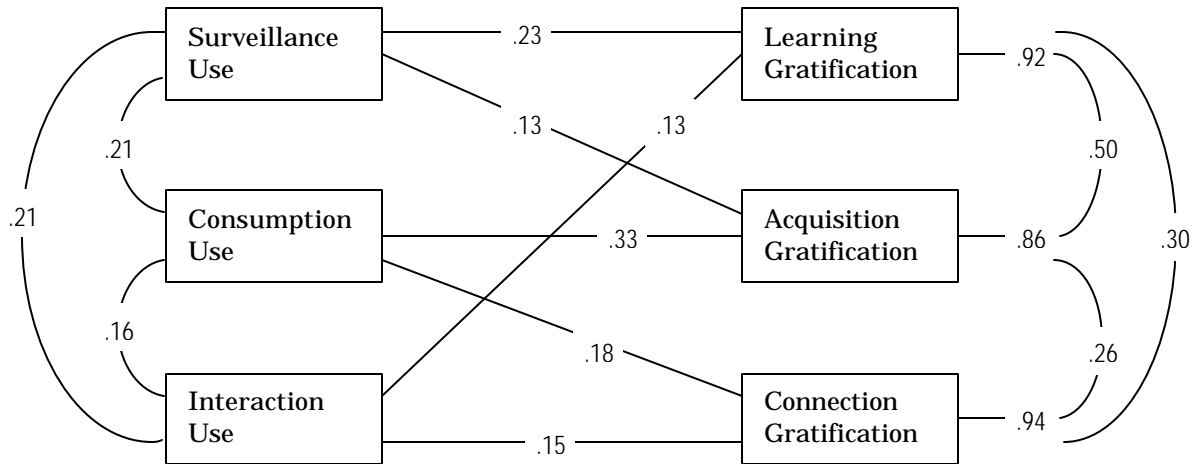 Surveillance
Use
.23
Learning
Gratification
.92
.13
.13
.21
.50
.21
Consumption
Use
.33
Acquisition
Gratification
.86
.30
.16
.18
.26
Interaction
Use
.15
Connection
Gratification
.94